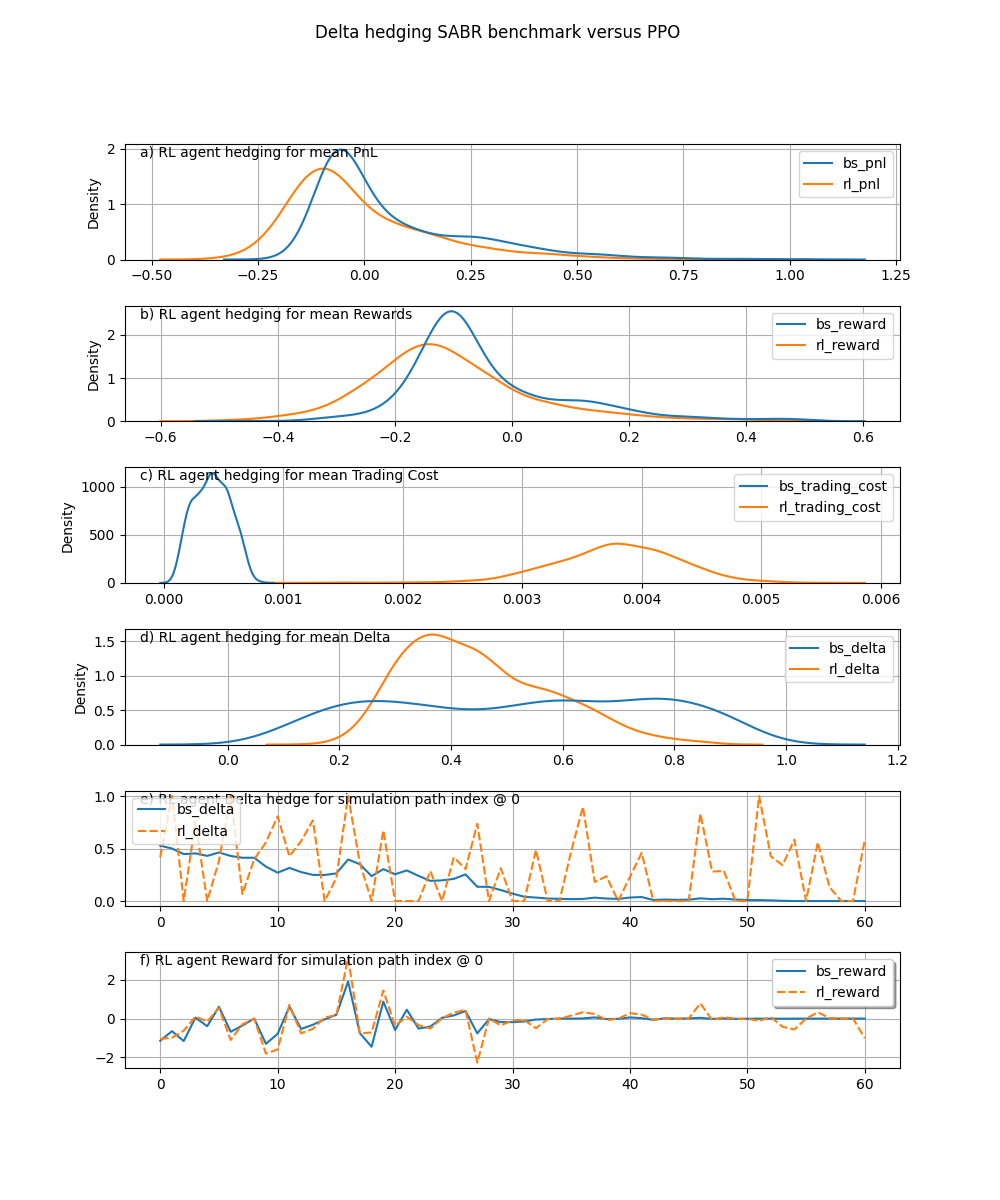 Delta hedging SABR benchmark versus PPO
a) RL agent hedging for mean PnL
bs_pnl
rl_pnl
Density
2
1
0
−0.50 −0.25 0.00 0.25 0.50 0.75 1.00 1.25
b) RL agent hedging for mean Rewards
bs_reward
rl_reward
Density
2
1
0
−0.6 −0.4 −0.2 0.0 0.2 0.4 0.6
c) RL agent hedging for mean Trading Cost
bs_trading_cost
rl_trading_cost
Density
1000
500
0
0.000 0.001 0.002 0.003 0.004 0.005 0.006
d) RL agent hedging for mean Delta
bs_delta
rl_delta
Density
1.5
1.0
0.5
0.0
0.0 0.2 0.4 0.6 0.8 1.0 1.2
e) RL agent Delta hedge for simulation path index @ 0
bs_delta
rl_delta
1.0
0.5
0.0
0 10 20 30 40 50 60
f) RL agent Reward for simulation path index @ 0
bs_reward
rl_reward
2
0
−2
0 10 20 30 40 50 60